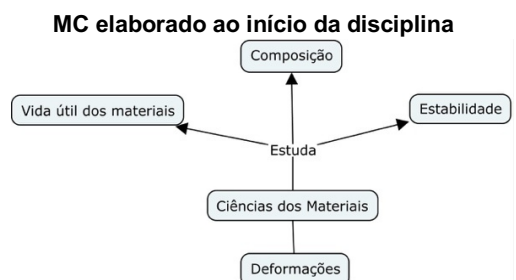 MC elaborado ao início da disciplina
Composição
Vida útil dos materiais
Estabilidade
Estuda
Ciências dos Materiais
Deformações